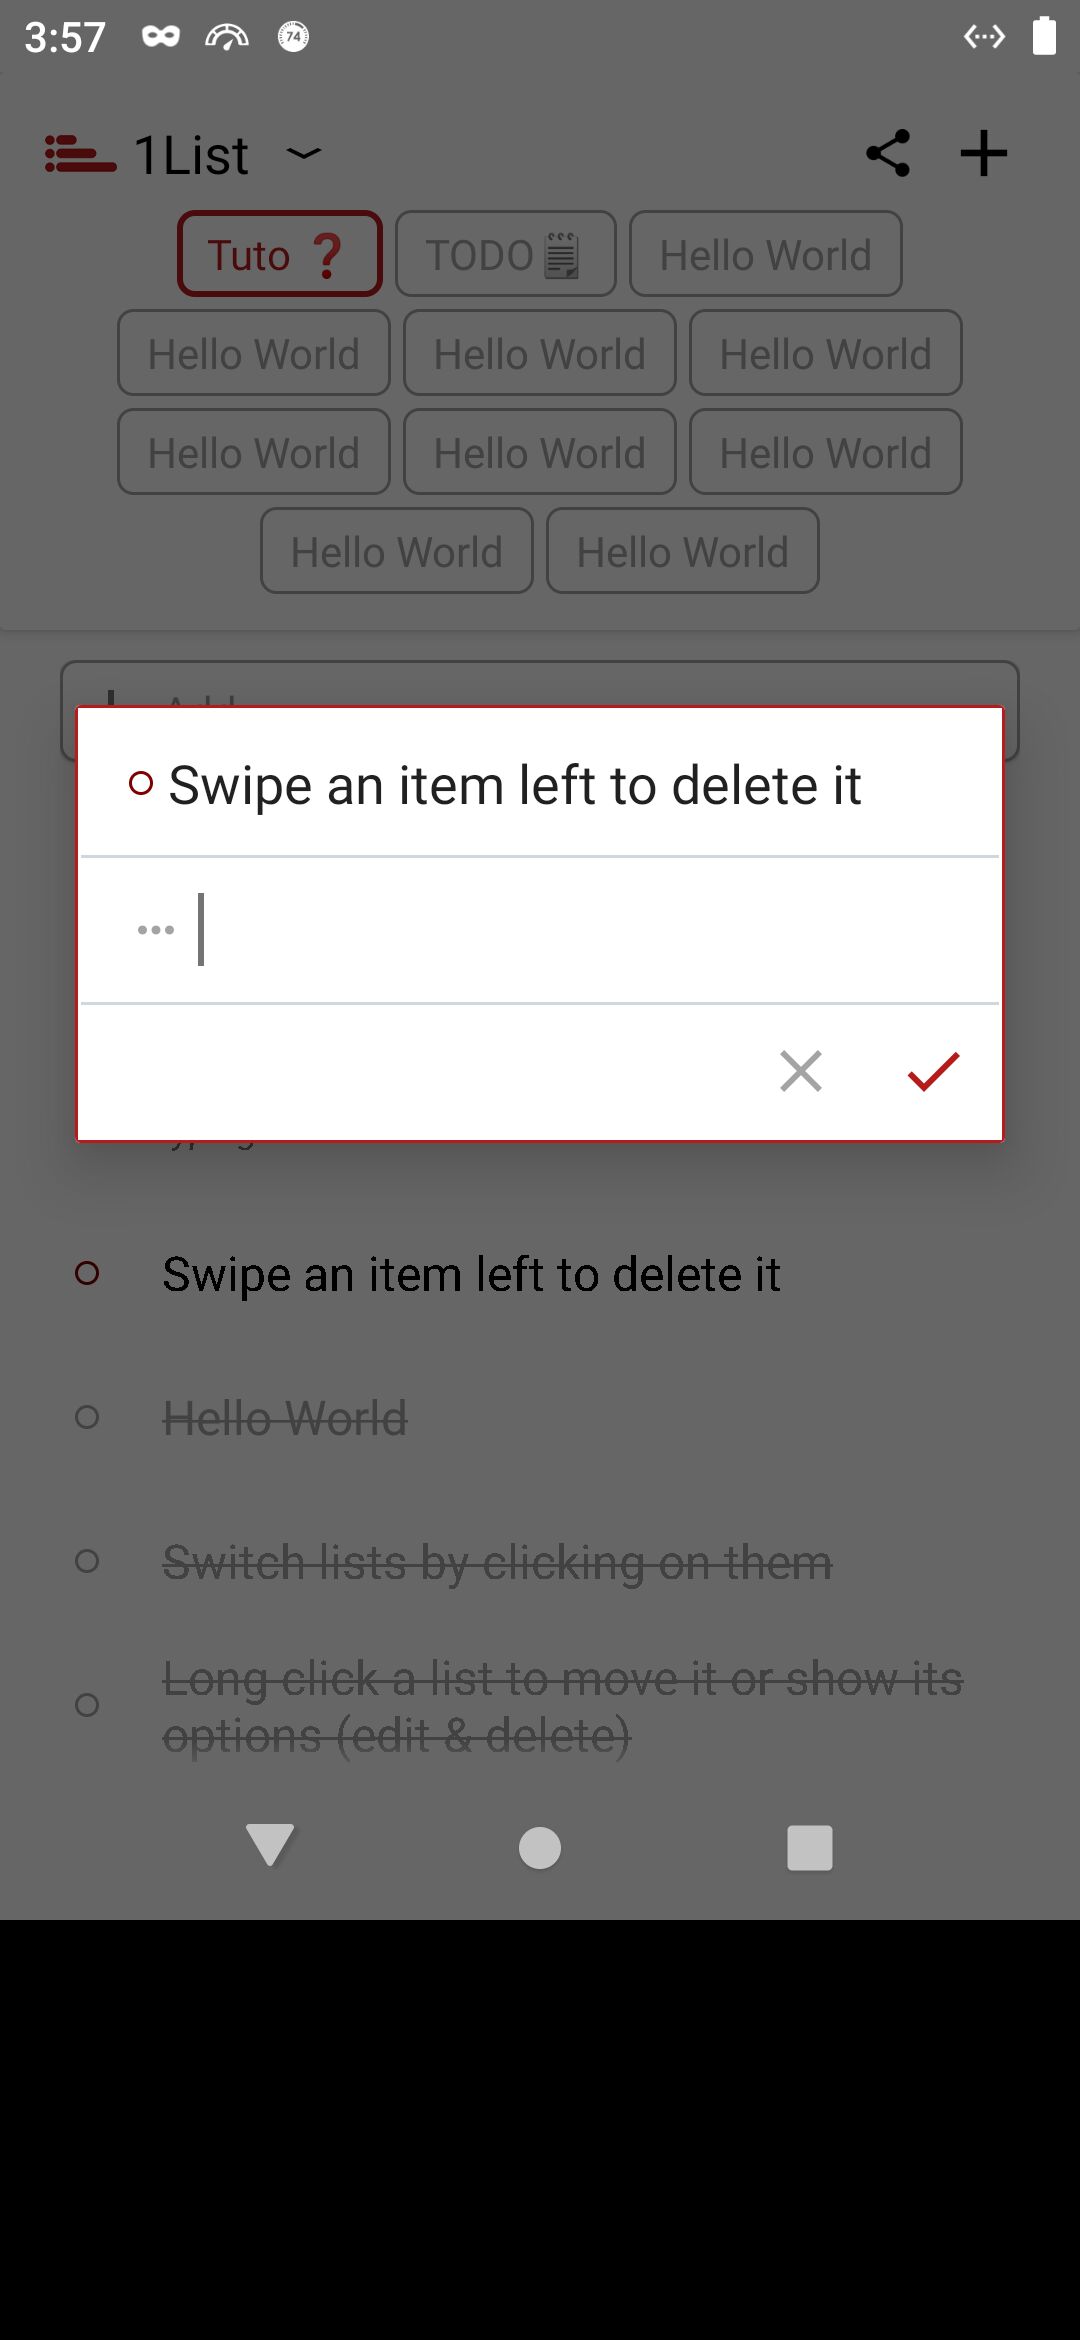 3:57
74
1List
Tuto ❓ TODO🗒 Hello World
Hello World Hello World Hello World
Hello World Hello World Hello World
Hello World Hello World
Swipe an item left to delete it
Swipe an item left to delete it
Hello World
Switch lists by clicking on them
Long click a list to move it or show its
options (edit & delete)